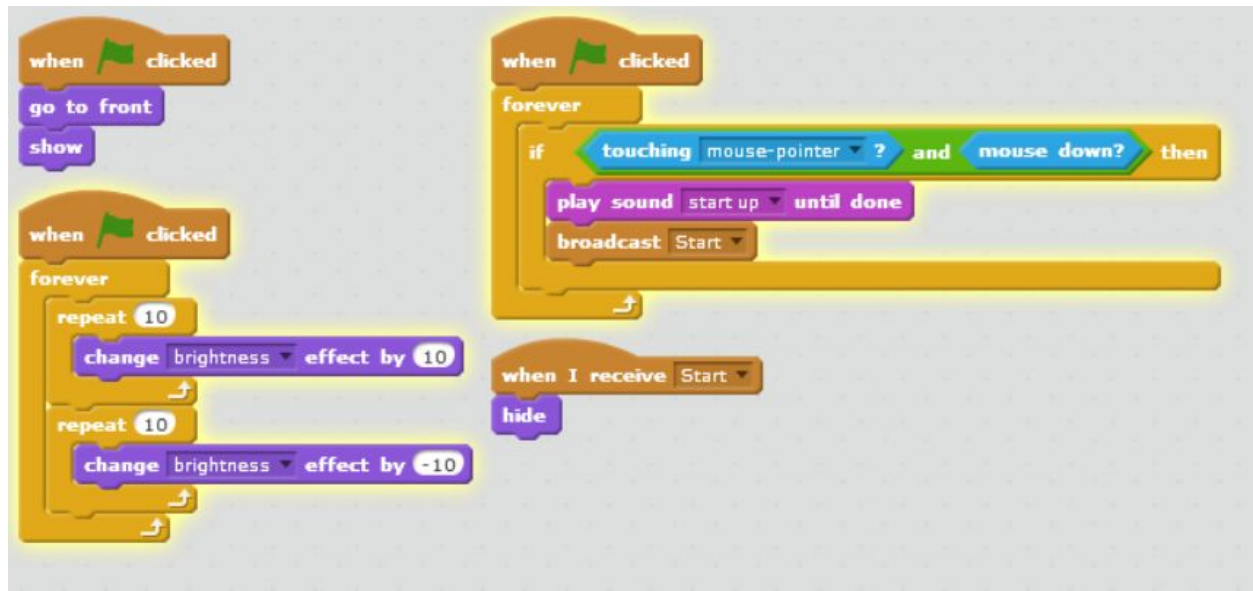 when clicked
go to front
show
when clicked
forever
repeat 10
change brightness effect by 10
repeat 10
change brightness effect by -10
when clicked
forever
if touching mouse-pointer ? and mouse down? then
play sound start up until done
broadcast Start
when I receive Start
hide